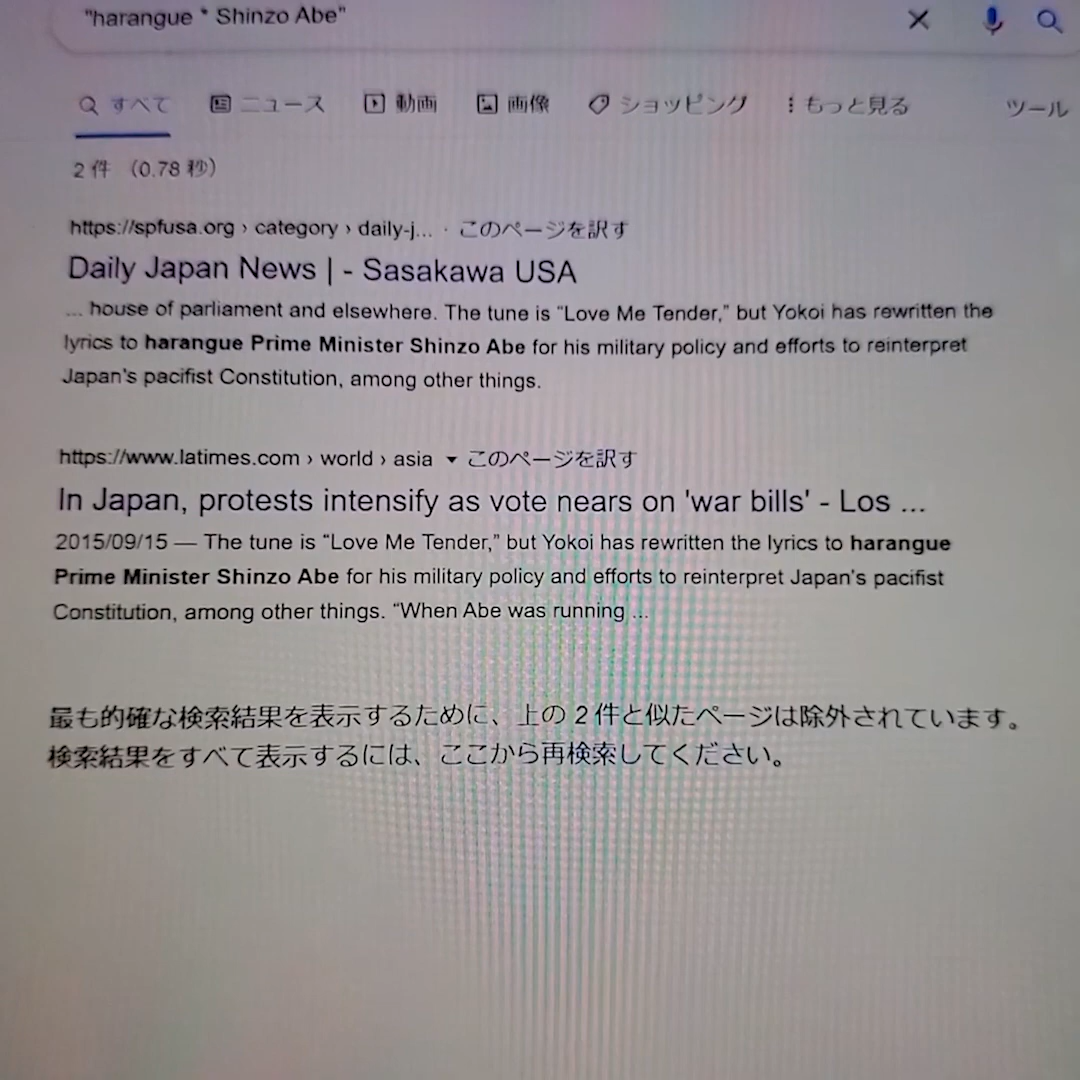 "harangue * Shinzo Abe"
すべて ニュース 動画 画像 ショッピング もっと見る ツール
2 件 （0.78 秒）
https://spfusa.org › category › daily-j... · このページを訳す
Daily Japan News | - Sasakawa USA
... house of parliament and elsewhere. The tune is “Love Me Tender,” but Yokoi has rewritten the
lyrics to harangue Prime Minister Shinzo Abe for his military policy and efforts to reinterpret
Japan's pacifist Constitution, among other things.
https://www.latimes.com › world › asia ▾ このページを訳す
In Japan, protests intensify as vote nears on 'war bills' - Los ...
2015/09/15 — The tune is “Love Me Tender,” but Yokoi has rewritten the lyrics to harangue
Prime Minister Shinzo Abe for his military policy and efforts to reinterpret Japan's pacifist
Constitution, among other things. “When Abe was running ...
最も的確な検索結果を表示するために、上の 2 件と似たページは除外されています。
検索結果をすべて表示するには、ここから再検索してください。